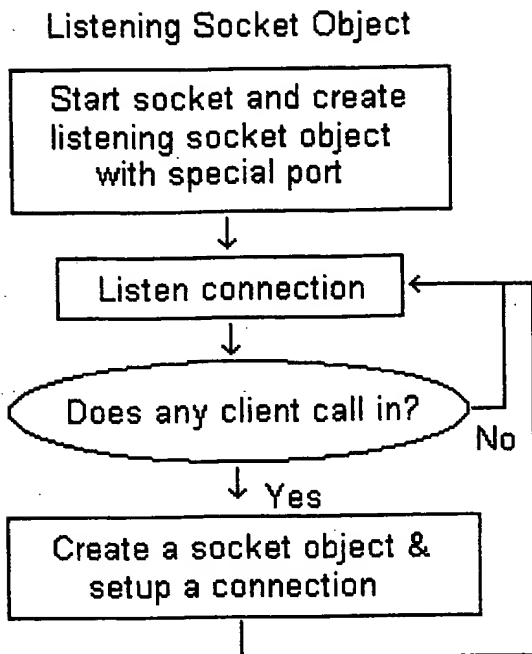 Listening Socket Object
Start socket and create
listening socket object
with special port
Listen connection
Does any client call in?
No
Yes
Create a socket object &
setup a connection